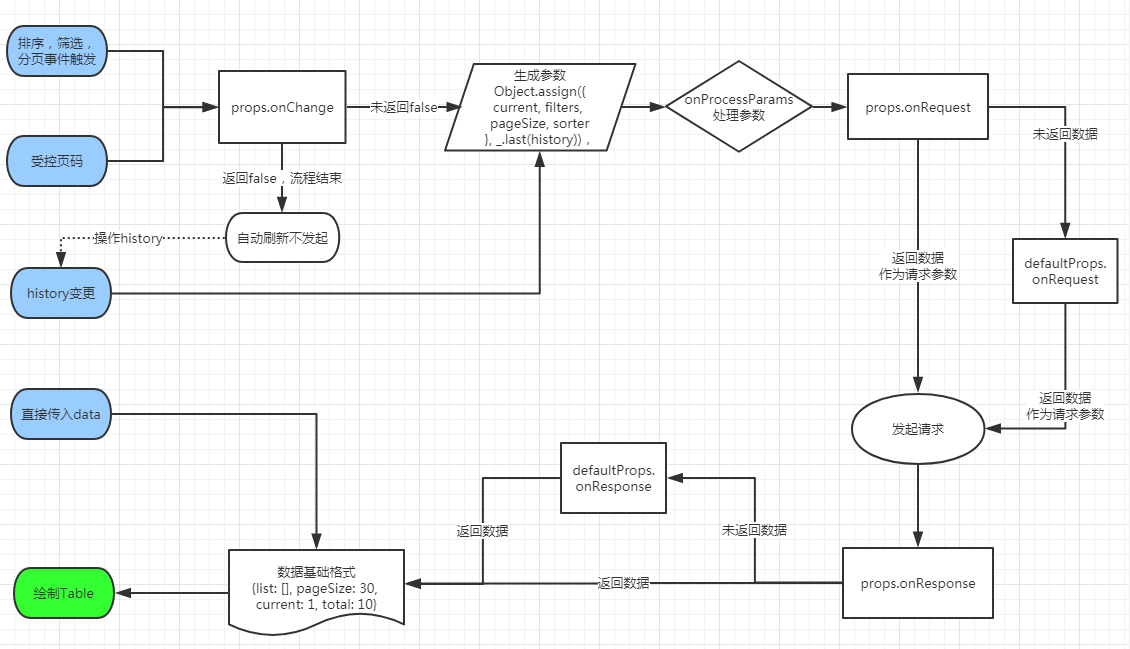 排序，筛选，
分页事件触发
受控页码
props.onChange
未返回false
返回false，流程结束
自动刷新不发起
操作history
history变更
生成参数
Object.assign({
current, filters,
pageSize, sorter
}, _.last(history))，
onProcessParams
处理参数
props.onRequest
未返回数据
defaultProps.
onRequest
返回数据
作为请求参数
返回数据
作为请求参数
发起请求
props.onResponse
未返回数据
defaultProps.
onResponse
返回数据
返回数据
直接传入data
数据基础格式
{list: [], pageSize: 30,
current: 1, total: 10}
绘制Table